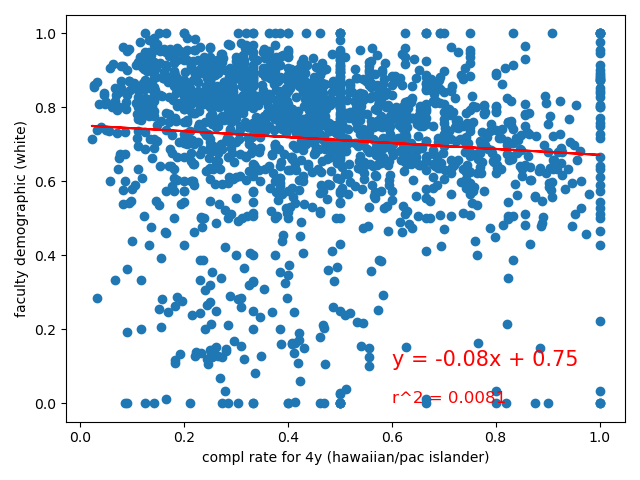 1.0
0.8
0.6
0.4
0.2
0.0
faculty demographic (white)
y = -0.08x + 0.75
r^2 = 0.0081
0.0 0.2 0.4 0.6 0.8 1.0
compl rate for 4y (hawaiian/pac islander)